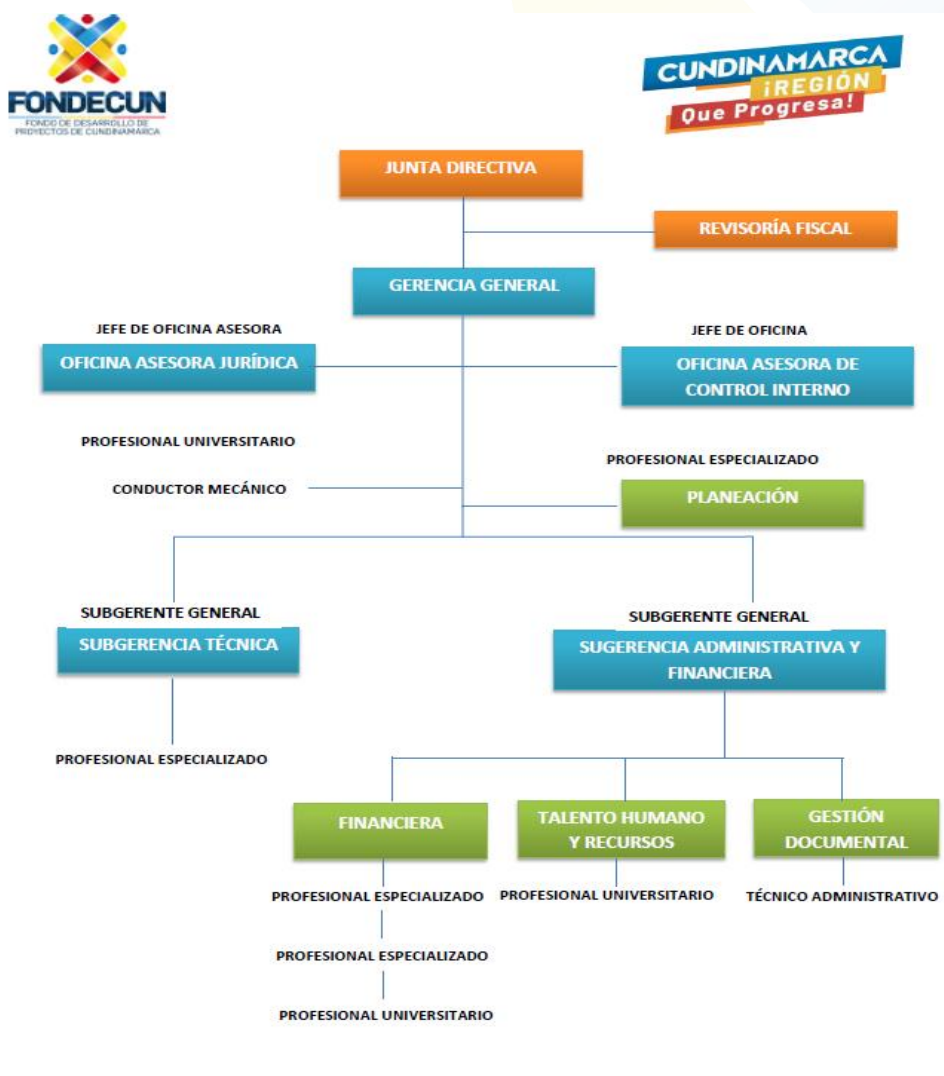 FONDECUN
FONDO DE DESARROLLO DE
PROYECTOS DE CUNDINAMARCA
CUNDINAMARCA
¡REGIÓN
Que Progresa!
JUNTA DIRECTIVA
REVISORÍA FISCAL
GERENCIA GENERAL
JEFE DE OFICINA ASESORA
OFICINA ASESORA JURÍDICA
JEFE DE OFICINA
OFICINA ASESORA DE
CONTROL INTERNO
PROFESIONAL UNIVERSITARIO
CONDUCTOR MECÁNICO
PROFESIONAL ESPECIALIZADO
PLANEACIÓN
SUBGERENTE GENERAL
SUBGERENCIA TÉCNICA
PROFESIONAL ESPECIALIZADO
SUBGERENTE GENERAL
SUGERENCIA ADMINISTRATIVA Y
FINANCIERA
FINANCIERA
PROFESIONAL ESPECIALIZADO
PROFESIONAL ESPECIALIZADO
PROFESIONAL UNIVERSITARIO
TALENTO HUMANO
Y RECURSOS
PROFESIONAL UNIVERSITARIO
GESTIÓN
DOCUMENTAL
TÉCNICO ADMINISTRATIVO